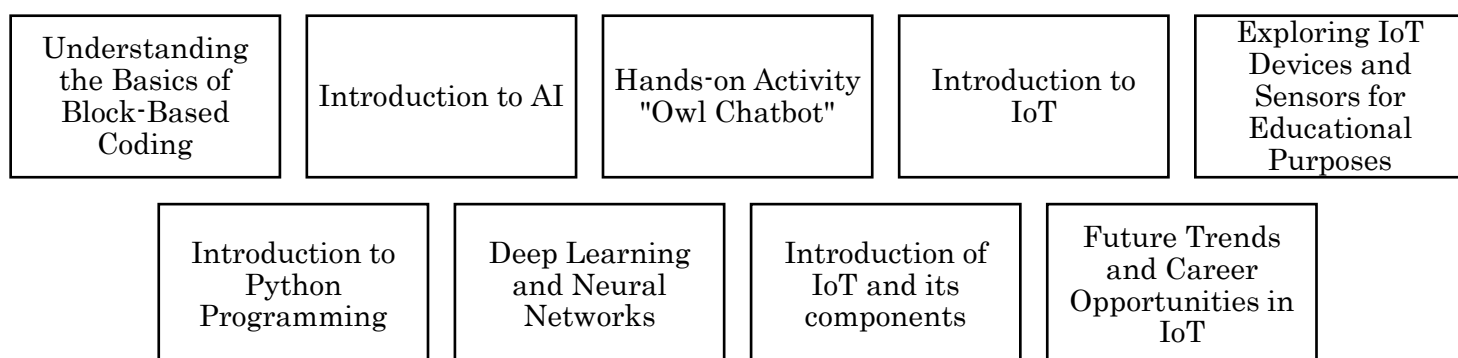 Understanding
the Basics of
Block-Based
Coding
Introduction to AI
Hands-on Activity
"Owl Chatbot"
Introduction to
IoT
Exploring IoT
Devices and
Sensors for
Educational
Purposes
Introduction to
Python
Programming
Deep Learning
and Neural
Networks
Introduction of
IoT and its
components
Future Trends
and Career
Opportunities in
IoT